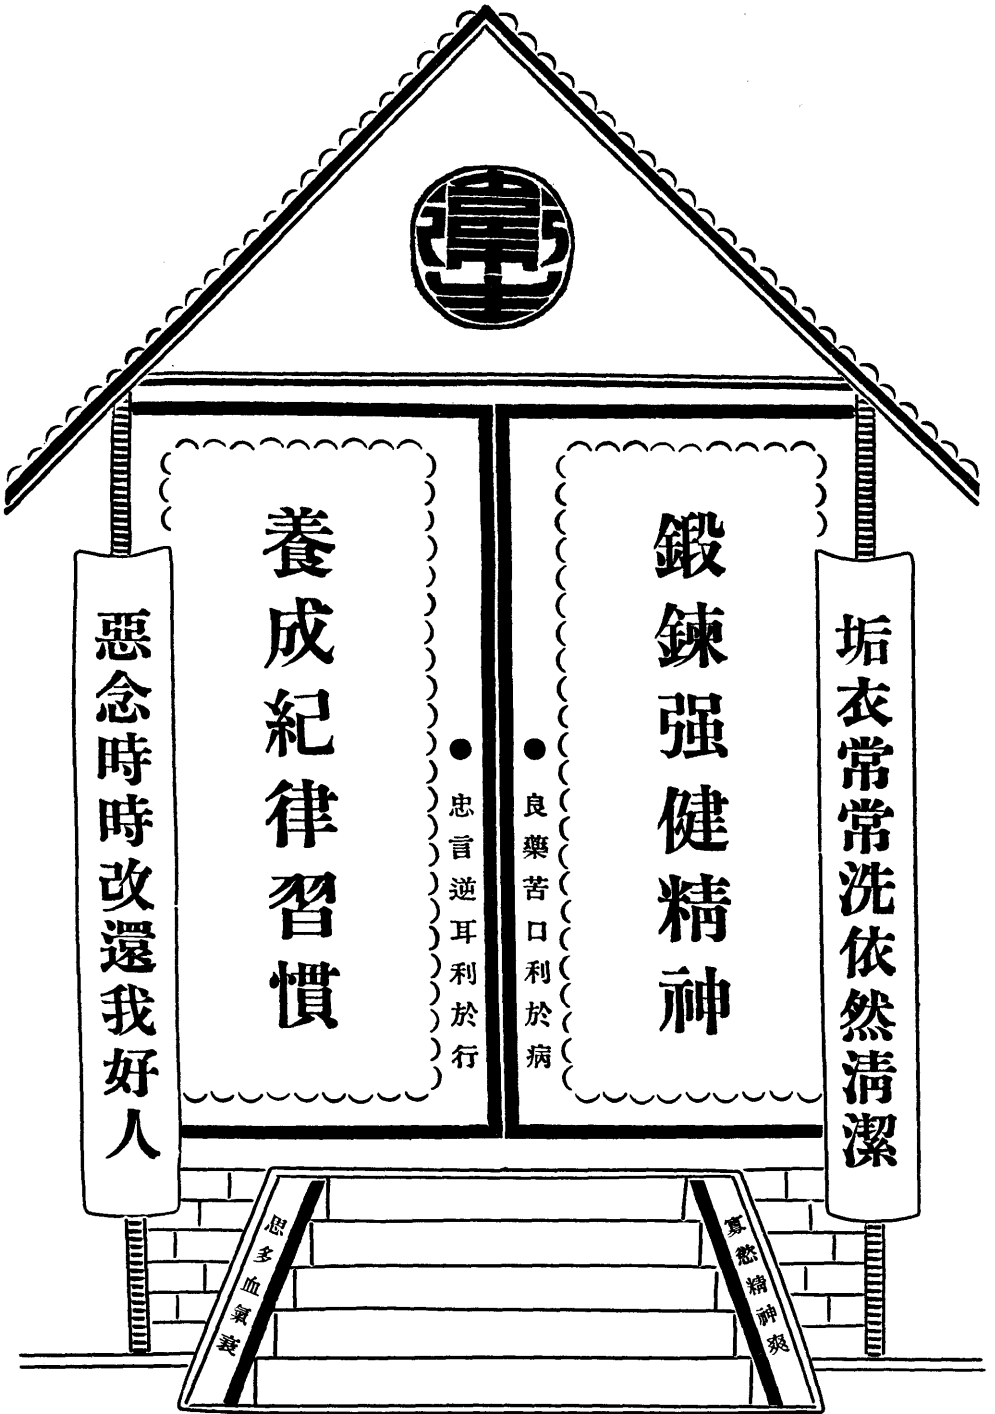 垢衣常常洗依然淸潔
惡念時時改還我好人
鍛鍊强健精神
養成紀律習慣
良藥苦口利於病
忠言逆耳利於行
寡慾精神爽
思多血氣衰